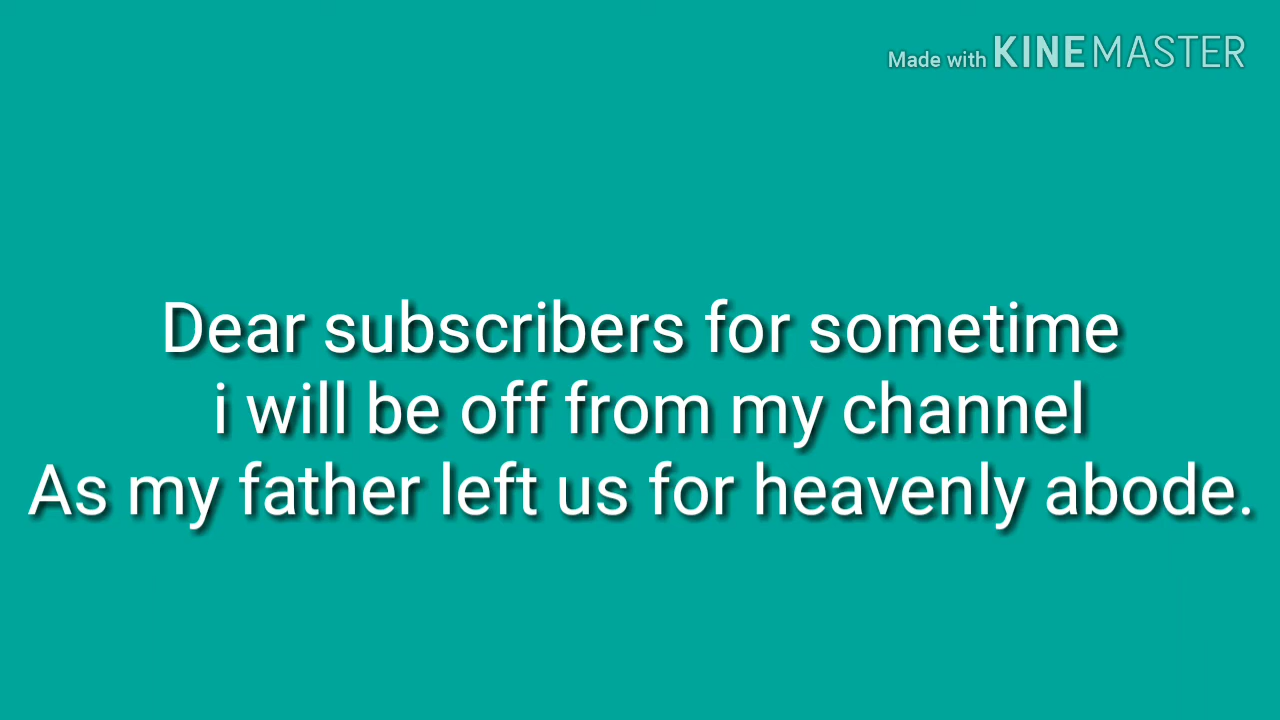 Made with KINEMASTER
Dear subscribers for sometime
i will be off from my channel
As my father left us for heavenly abode.